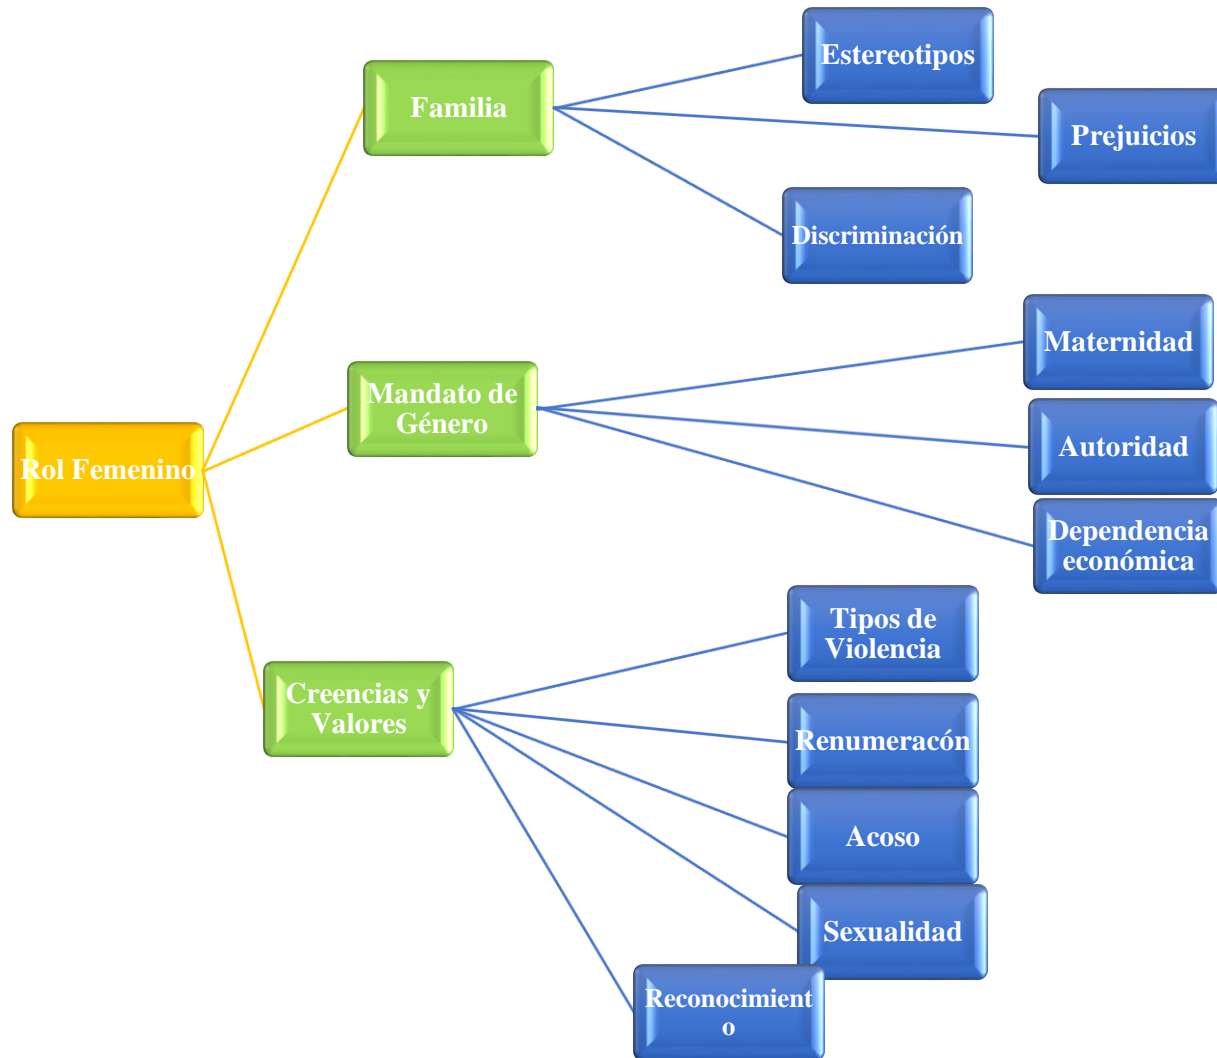 Estereotipos
Familia
Prejuicios
Discriminación
Maternidad
Mandato de
Género
Autoridad
Rol Femenino
Dependencia
económica
Tipos de
Violencia
Creencias y
Valores
Renumeracón
Acoso
Sexualidad
Reconocimient
o